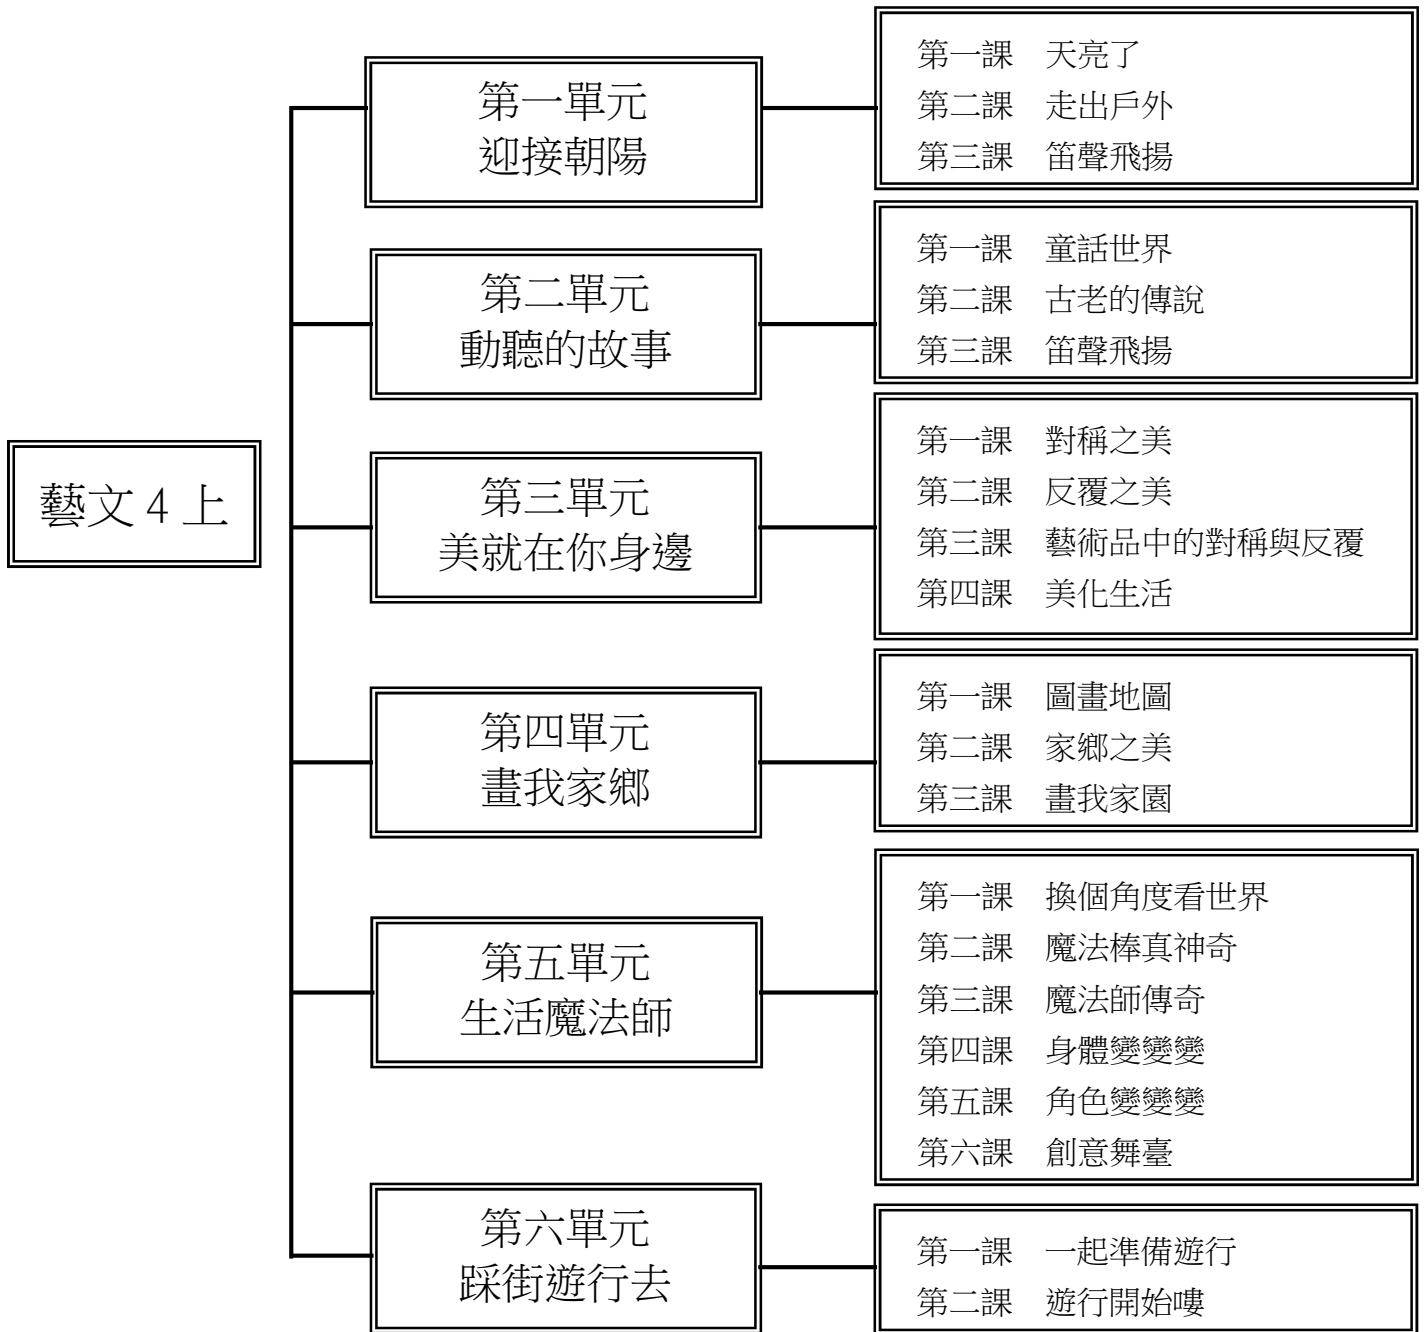 藝文 4 上
第一單元
迎接朝陽
第一課　天亮了
第二課　走出戶外
第三課　笛聲飛揚
第二單元
動聽的故事
第一課　童話世界
第二課　古老的傳說
第三課　笛聲飛揚
第三單元
美就在你身邊
第一課　對稱之美
第二課　反覆之美
第三課　藝術品中的對稱與反覆
第四課　美化生活
第四單元
畫我家鄉
第一課　圖畫地圖
第二課　家鄉之美
第三課　畫我家園
第五單元
生活魔法師
第一課　換個角度看世界
第二課　魔法棒真神奇
第三課　魔法師傳奇
第四課　身體變變變
第五課　角色變變變
第六課　創意舞臺
第六單元
踩街遊行去
第一課　一起準備遊行
第二課　遊行開始嘍